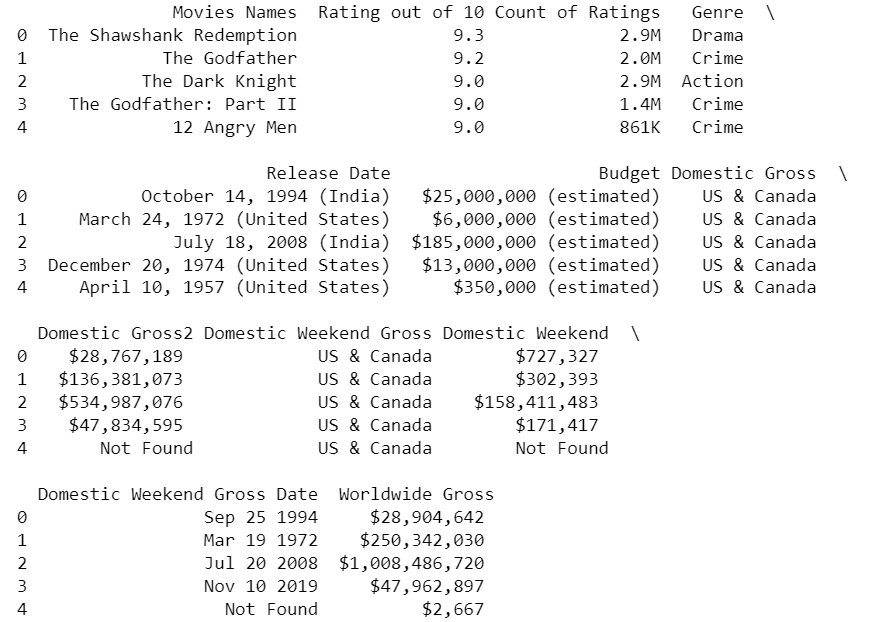 Movies Names Rating out of 10 Count of Ratings Genre \
0 The Shawshank Redemption 9.3 2.9M Drama
1 The Godfather 9.2 2.0M Crime
2 The Dark Knight 9.0 2.9M Action
3 The Godfather: Part II 9.0 1.4M Crime
4 12 Angry Men 9.0 861K Crime
Release Date Budget Domestic Gross \
0 October 14, 1994 (India) $25,000,000 (estimated) US & Canada
1 March 24, 1972 (United States) $6,000,000 (estimated) US & Canada
2 July 18, 2008 (India) $185,000,000 (estimated) US & Canada
3 December 20, 1974 (United States) $13,000,000 (estimated) US & Canada
4 April 10, 1957 (United States) $350,000 (estimated) US & Canada
Domestic Gross2 Domestic Weekend Gross Domestic Weekend \
0 $28,767,189 US & Canada $727,327
1 $136,381,073 US & Canada $302,393
2 $534,987,076 US & Canada $158,411,483
3 $47,834,595 US & Canada $171,417
4 Not Found US & Canada Not Found
Domestic Weekend Gross Date Worldwide Gross
0 Sep 25 1994 $28,904,642
1 Mar 19 1972 $250,342,030
2 Jul 20 2008 $1,008,486,720
3 Nov 10 2019 $47,962,897
4 Not Found $2,667